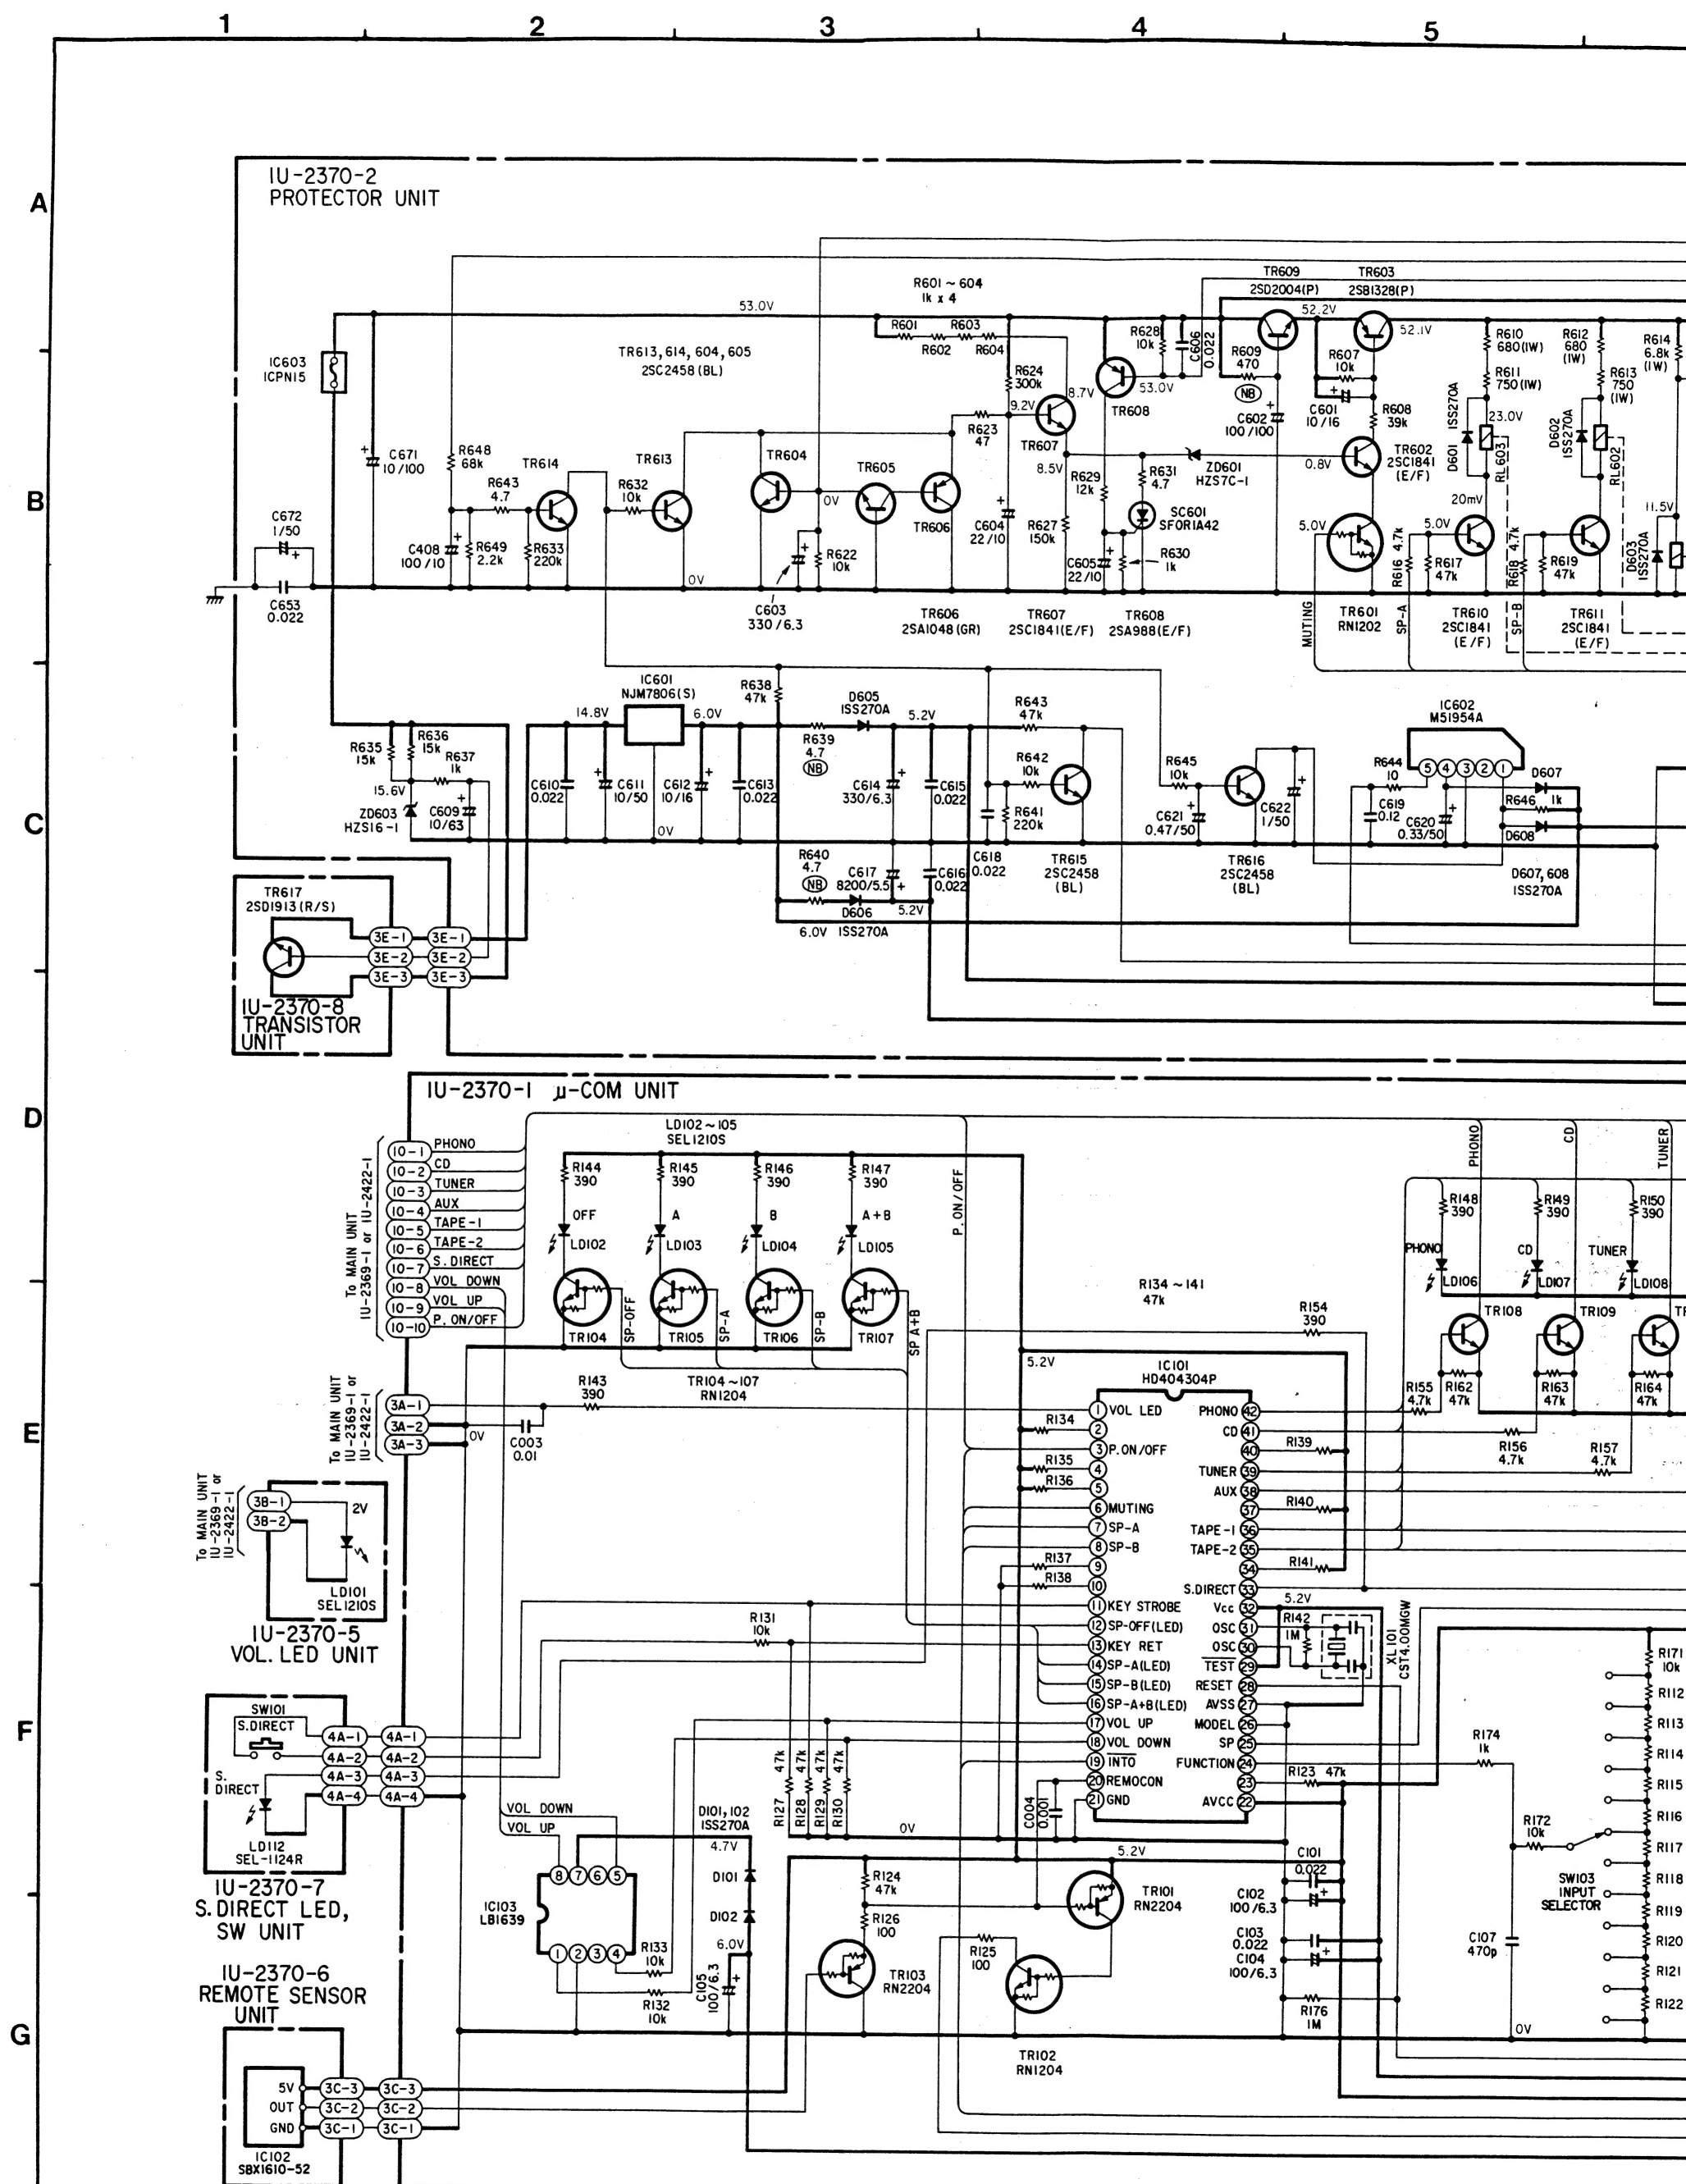 1
2
3
4
5
A
B
C
D
E
F
G
IU-2370-2
PROTECTOR UNIT
53.0V
R601 ~ 604
1k x 4
TR609
2SD2004(P)
TR603
2SB1328(P)
52.2V
52.1V
IC603
ICPN15
TR613, 614, 604, 605
2SC2458 (BL)
R601
R602
R603
R604
R624
300k
R628
10k
C606
0.022
R609
470
NB
R607
10k
R610
680(1W)
R611
750(1W)
R612
680
(1W)
R613
750
(1W)
R614
6.8k
(1W)
8.7V
9.2V
53.0V
TR608
C602
100/100
C601
10/16
R608
39k
1SS270A
D601
23.0V
RL603
D602
1SS270A
RL602
C671
10/100
R648
68k
R643
4.7
TR614
R632
10k
TR613
TR604
TR605
TR606
R623
47
TR607
8.5V
R629
12k
R631
4.7
ZD601
HZS7C-1
0.8V
TR602
2SC1841
(E/F)
20mV
11.5V
0V
C672
1/50
C653
0.022
C408
100/10
R649
2.2k
R633
220k
0V
C603
330/6.3
R622
10k
C604
22/10
R627
150k
C605
22/10
SC601
SFOR1A42
R630
1k
5.0V
R616 4.7k
5.0V
R617
47k
R618 4.7k
R619
47k
D603
1SS270A
TR606
2SA1048(GR)
TR607
2SC1841(E/F)
TR608
2SA988(E/F)
MUTING
TR601
RN1202
SP-A
TR610
2SC1841
(E/F)
SP-B
TR611
2SC1841
(E/F)
R635
15k
R636
15k
R637
1k
15.6V
ZD603
HZS16-1
C609
10/63
14.8V
IC601
NJM7806(S)
6.0V
C610
0.022
C611
10/50
0V
C612
10/16
C613
0.022
R638
47k
D605
1SS270A
5.2V
R639
4.7
NB
C614
330/6.3
C615
0.022
R643
47k
R642
10k
R641
220k
C618
0.022
R640
4.7
NB
C617
8200/5.5
C616
0.022
D606
1SS270A
5.2V
6.0V
TR615
2SC2458
(BL)
R645
10k
C621
0.47/50
C622
1/50
TR616
2SC2458
(BL)
IC602
M51954A
R644
10
5 4 3 2 1
D607
R646 1k
D608
C619
0.12
C620
0.33/50
D607, 608
1SS270A
TR617
2SD1913(R/S)
3E-1 3E-1
3E-2 3E-2
3E-3 3E-3
IU-2370-8
TRANSISTOR
UNIT
IU-2370-1 μ-COM UNIT
To MAIN UNIT
IU-2369-1 or IU-2422-1
10-1 PHONO
10-2 CD
10-3 TUNER
10-4 AUX
10-5 TAPE-1
10-6 TAPE-2
10-7 S.DIRECT
10-8 VOL DOWN
10-9 VOL UP
10-10 P. ON/OFF
LD102~105
SEL1210S
R144
390
R145
390
R146
390
R147
390
OFF
LD102
A
LD103
B
LD104
A+B
LD105
TR104
SP-OFF
TR105
SP-A
TR106
SP-B
TR107
SP A+B
TR104~107
RN1204
P. ON/OFF
R134 ~ 141
47k
R154
390
PHONO
CD
TUNER
R148
390
R149
390
R150
390
PHONO
LD106
CD
LD107
TUNER
LD108
TR108
TR109
R155
4.7k
R162
47k
R163
47k
R164
47k
R156
4.7k
R157
4.7k
To MAIN UNIT
IU-2369-1 or
IU-2422-1
3A-1
3A-2
3A-3
R143
390
0V
C003
0.01
5.2V
IC101
HD404304P
R134
R135
R136
R137
R138
R139
R140
R141
1 VOL LED
2
3 P.ON/OFF
4
5
6 MUTING
7 SP-A
8 SP-B
9
10
11 KEY STROBE
12 SP-OFF(LED)
13 KEY RET
14 SP-A(LED)
15 SP-B(LED)
16 SP-A+B(LED)
17 VOL UP
18 VOL DOWN
19 INTO
20 REMOCON
21 GND
PHONO 42
CD 41
40
TUNER 39
AUX 38
37
TAPE-1 36
TAPE-2 35
34
S.DIRECT 33
Vcc 32
OSC 31
OSC 30
TEST 29
RESET 28
AVSS 27
MODEL 26
SP 25
FUNCTION 24
23
AVCC 22
5.2V
R142
1M
XL101
CST4.00MGW
To MAIN UNIT
IU-2369-1 or
IU-2422-1
3B-1
3B-2
2V
LD101
SEL1210S
IU-2370-5
VOL. LED UNIT
R131
10k
SW101
S.DIRECT
4A-1 4A-1
4A-2 4A-2
4A-3 4A-3
4A-4 4A-4
S.
DIRECT
LD112
SEL-1124R
IU-2370-7
S.DIRECT LED,
SW UNIT
R127 47k
R128 47k
R129 47k
R130 47k
0V
C004
0.001
R123 47k
R174
1k
R172
10k
SW103
INPUT
SELECTOR
R171
10k
R112
R113
R114
R115
R116
R117
R118
R119
R120
R121
R122
VOL DOWN
VOL UP
D101, 102
1SS270A
4.7V
D101
D102
6.0V
8 7 6 5
IC103
LB1639
1 2 3 4
R133
10k
R132
10k
C105
100/6.3
R124
47k
R126
100
TR103
RN2204
5.2V
TR101
RN2204
R125
100
TR102
RN1204
C101
0.022
C102
100/6.3
C103
0.022
C104
100/6.3
R176
1M
C107
470p
0V
IU-2370-6
REMOTE SENSOR
UNIT
5V 3C-3 3C-3
OUT 3C-2 3C-2
GND 3C-1 3C-1
IC102
SBX1610-52